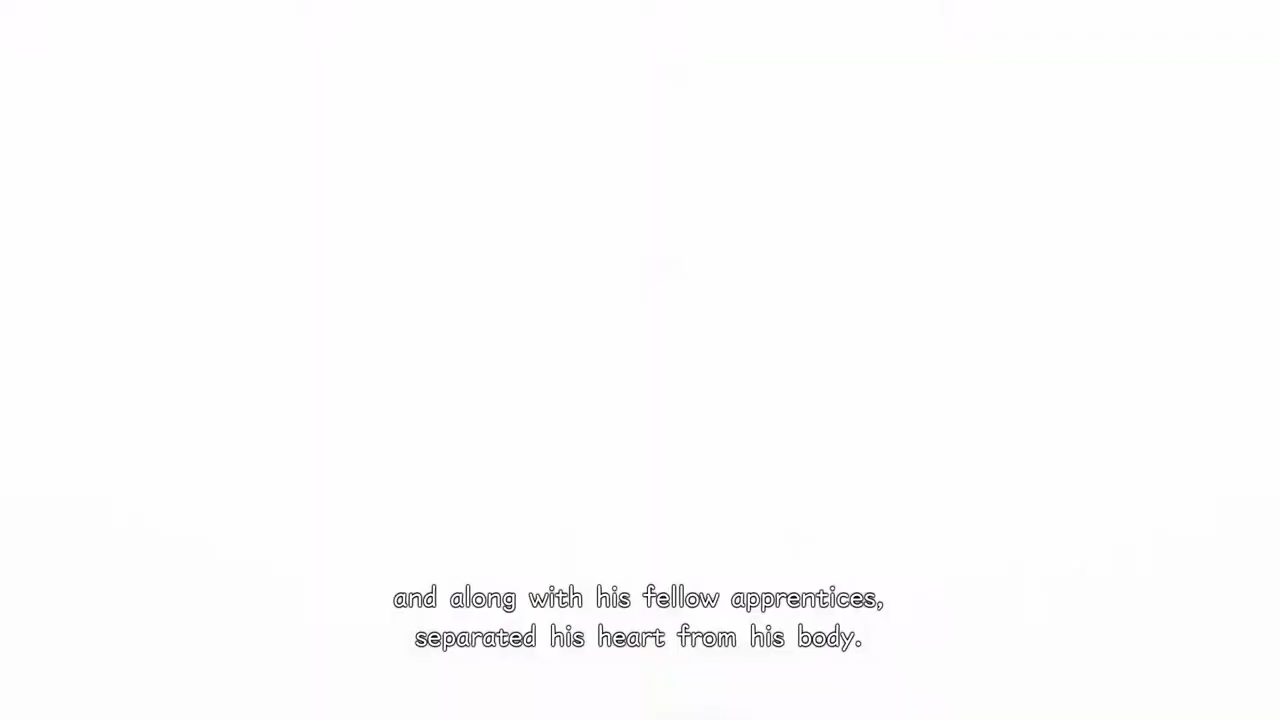 and along with his fellow apprentices,
separated his heart from his body.